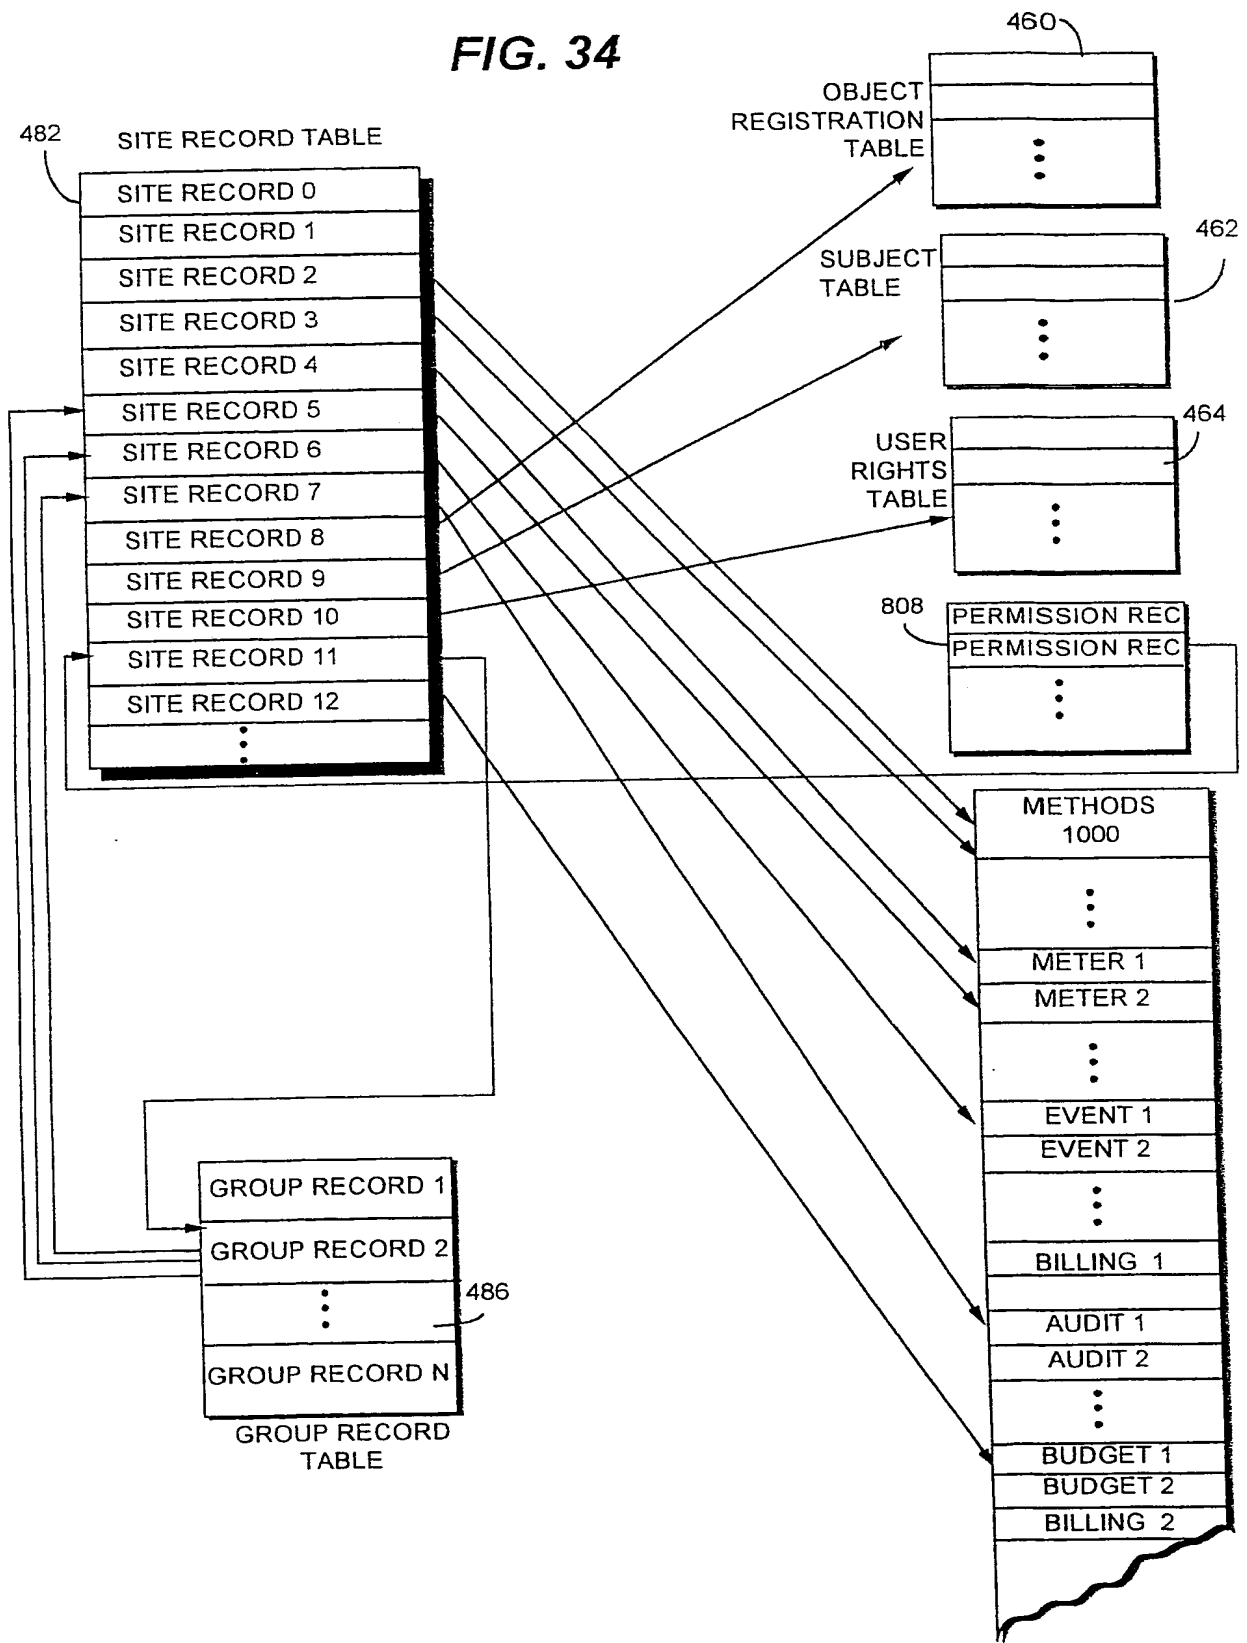 FIG. 34
460
OBJECT
REGISTRATION
TABLE
482
SITE RECORD TABLE
SITE RECORD 0
SITE RECORD 1
SITE RECORD 2
SITE RECORD 3
SITE RECORD 4
SITE RECORD 5
SITE RECORD 6
SITE RECORD 7
SITE RECORD 8
SITE RECORD 9
SITE RECORD 10
SITE RECORD 11
SITE RECORD 12
462
SUBJECT
TABLE
464
USER
RIGHTS
TABLE
808
PERMISSION REC
PERMISSION REC
METHODS
1000
METER 1
METER 2
EVENT 1
EVENT 2
BILLING 1
AUDIT 1
AUDIT 2
BUDGET 1
BUDGET 2
BILLING 2
GROUP RECORD 1
GROUP RECORD 2
486
GROUP RECORD N
GROUP RECORD
TABLE